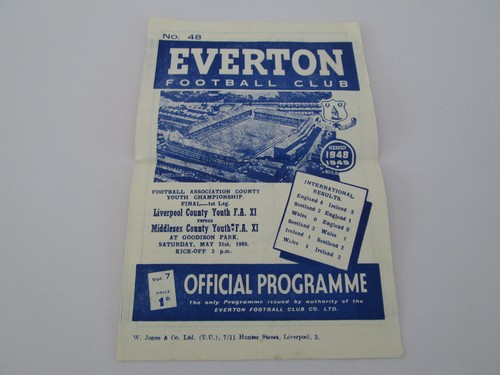 No. 48
EVERTON
FOOTBALL CLUB
SEASON
1948
1949
FOOTBALL ASSOCIATION COUNTY
YOUTH CHAMPIONSHIP.
FINAL—1st Leg.
Liverpool County Youth F.A. XI
versus
Middlesex County Youth F.A. XI
AT GOODISON PARK,
SATURDAY, MAY 21st, 1949.
KICK-OFF 3 p.m.
INTERNATIONAL
RESULTS.
England 4 Ireland
Scotland 3 England 1
Wales 0 England
Scotland 3 Wales 1
Ireland 1 Scotland 2
Wales Ireland 2
Vol. 7
PRICE
1D
OFFICIAL PROGRAMME
The only Programme issued by authority of the
EVERTON FOOTBALL CLUB CO. LTD.
W. Jones & Co. Ltd. (T.U.), 7/11 Hunter Street, Liverpool, 3.